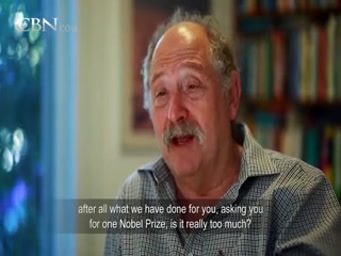 CBN.COM
after all what we have done for you, asking you
for one Nobel Prize, is it really too much?